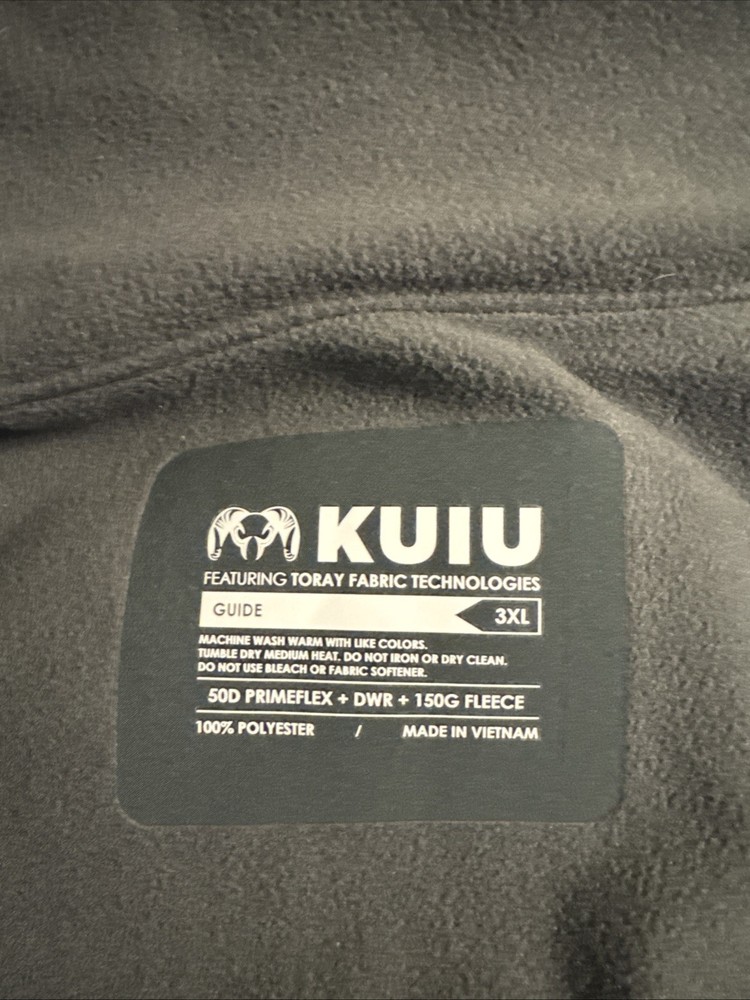 KUIU
FEATURING TORAY FABRIC TECHNOLOGIES
GUIDE 3XL
MACHINE WASH WARM WITH LIKE COLORS.
TUMBLE DRY MEDIUM HEAT. DO NOT IRON OR DRY CLEAN.
DO NOT USE BLEACH OR FABRIC SOFTENER.
50D PRIMEFLEX + DWR + 150G FLEECE
100% POLYESTER / MADE IN VIETNAM